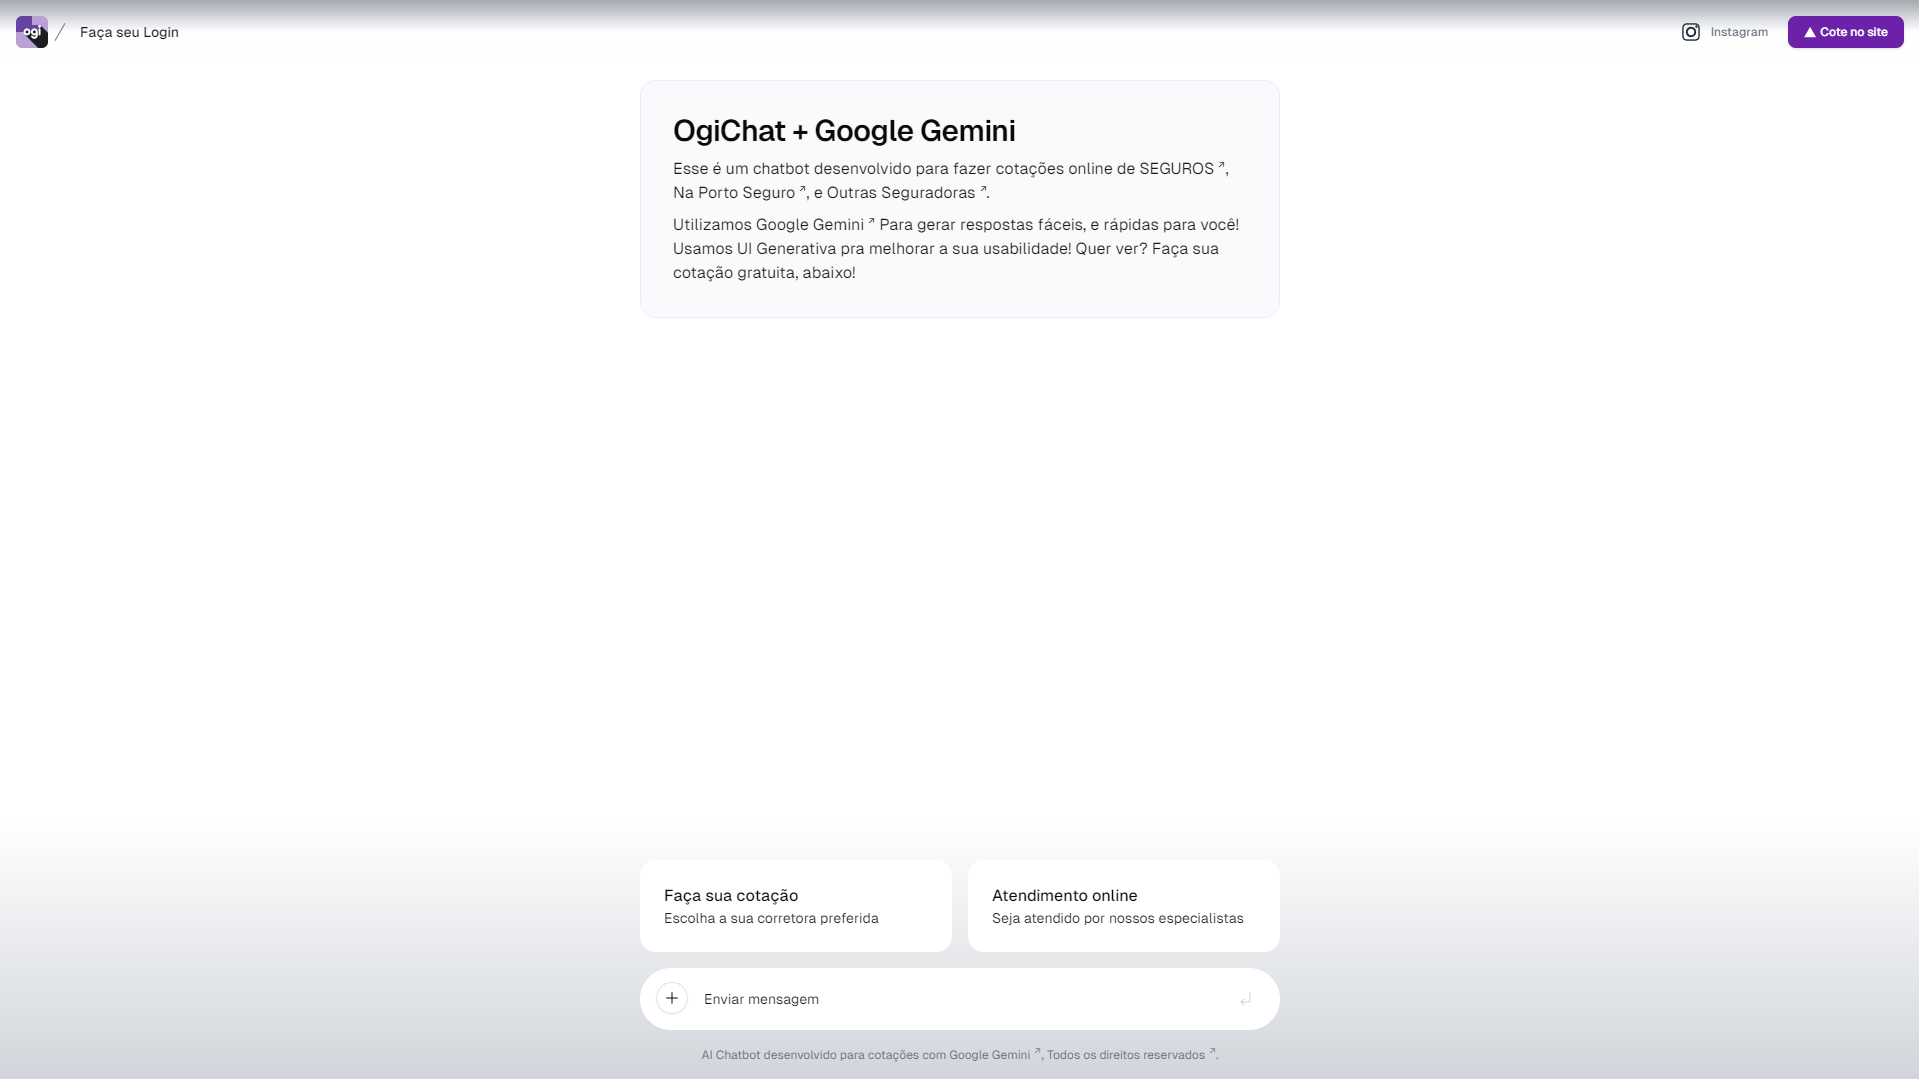 ogi
Faça seu Login
Instagram
Cote no site
OgiChat + Google Gemini
Esse é um chatbot desenvolvido para fazer cotações online de SEGUROS ↗,
Na Porto Seguro ↗, e Outras Seguradoras ↗.
Utilizamos Google Gemini ↗ Para gerar respostas fáceis, e rápidas para você!
Usamos UI Generativa pra melhorar a sua usabilidade! Quer ver? Faça sua
cotação gratuita, abaixo!
Faça sua cotação
Escolha a sua corretora preferida
Atendimento online
Seja atendido por nossos especialistas
Enviar mensagem
AI Chatbot desenvolvido para cotações com Google Gemini ↗, Todos os direitos reservados ↗.